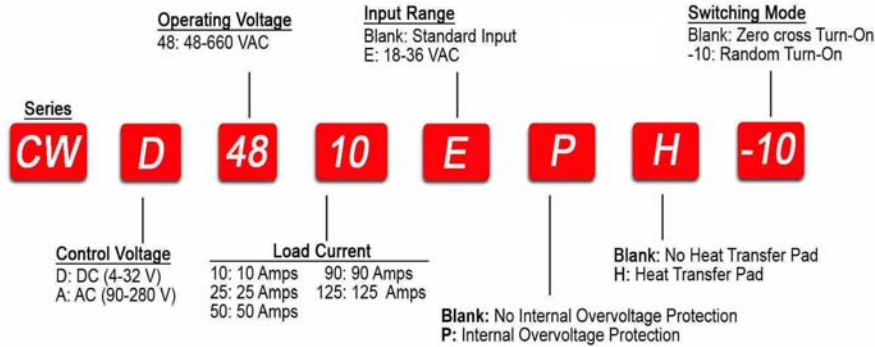 Operating Voltage
48: 48-660 VAC
Input Range
Blank: Standard Input
E: 18-36 VAC
Switching Mode
Blank: Zero cross Turn-On
-10: Random Turn-On
Series
CW D 48 10 E P H -10
Control Voltage
D: DC (4-32 V)
A: AC (90-280 V)
Load Current
10: 10 Amps 90: 90 Amps
25: 25 Amps 125: 125 Amps
50: 50 Amps
Blank: No Internal Overvoltage Protection
P: Internal Overvoltage Protection
Blank: No Heat Transfer Pad
H: Heat Transfer Pad